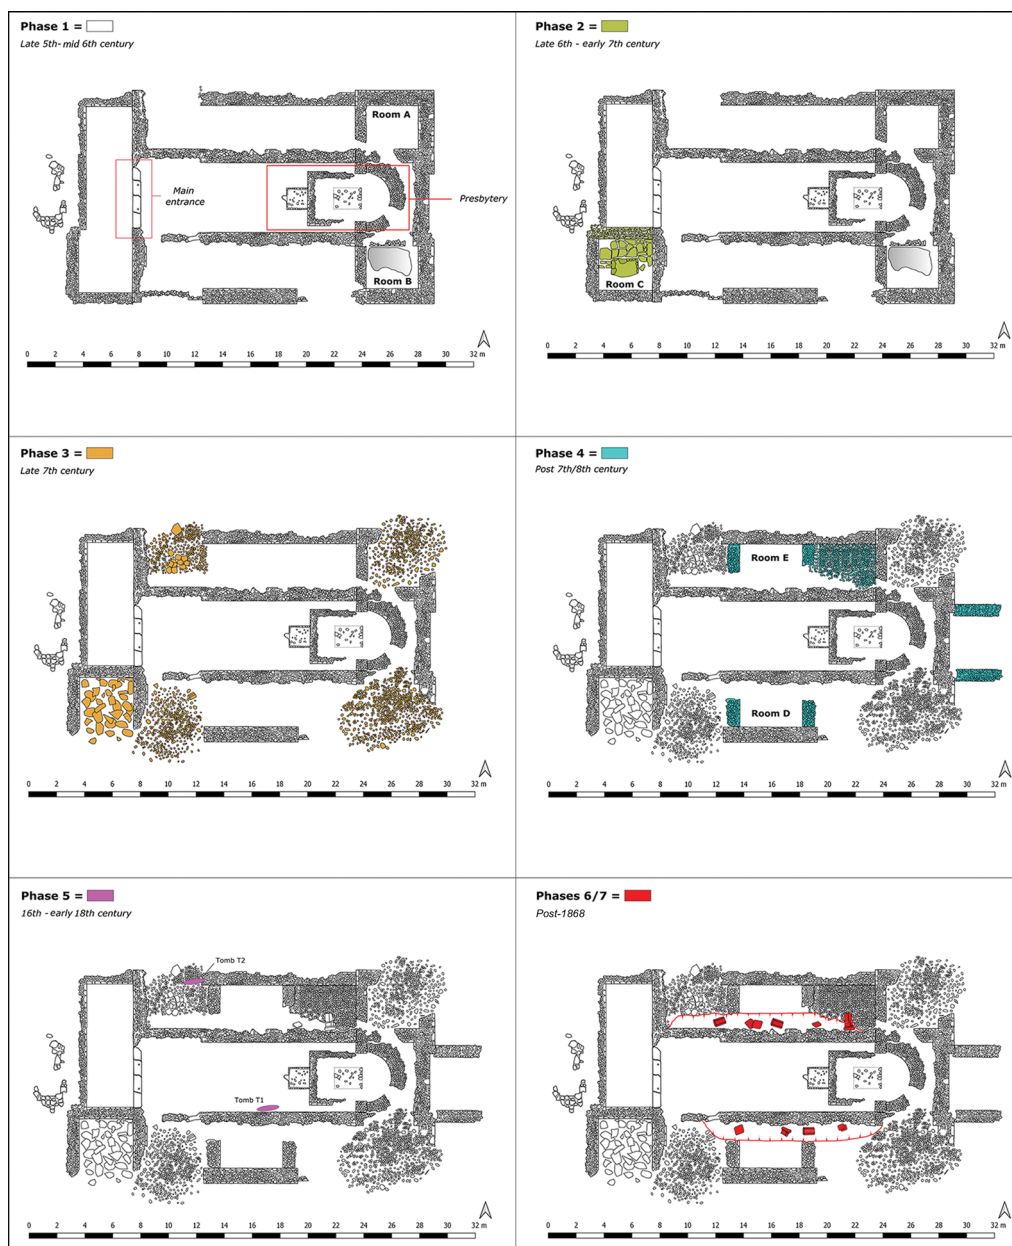 Phase 1 =
Late 5th- mid 6th century
Room A
Main
entrance
Presbytery
Room B
0 2 4 6 8 10 12 14 16 18 20 22 24 26 28 32 m
Phase 2 =
Late 6th - early 7th century
Room C
0 2 4 6 8 10 12 14 16 18 20 22 24 26 28 30 32 m
Phase 3 =
Late 7th century
0 2 4 6 8 10 12 14 16 18 20 22 24 26 28 32 m
Phase 4 =
Post 7th/8th century
Room E
Room D
0 2 4 6 8 10 12 14 16 18 20 22 24 26 28 30 32 m
Phase 5 =
16th - early 18th century
Tomb T2
Tomb T1
0 2 4 6 8 10 12 14 16 18 20 22 24 26 28 32 m
Phases 6/7 =
Post-1868
0 2 4 6 8 10 12 14 16 18 20 22 24 26 28 30 32 m